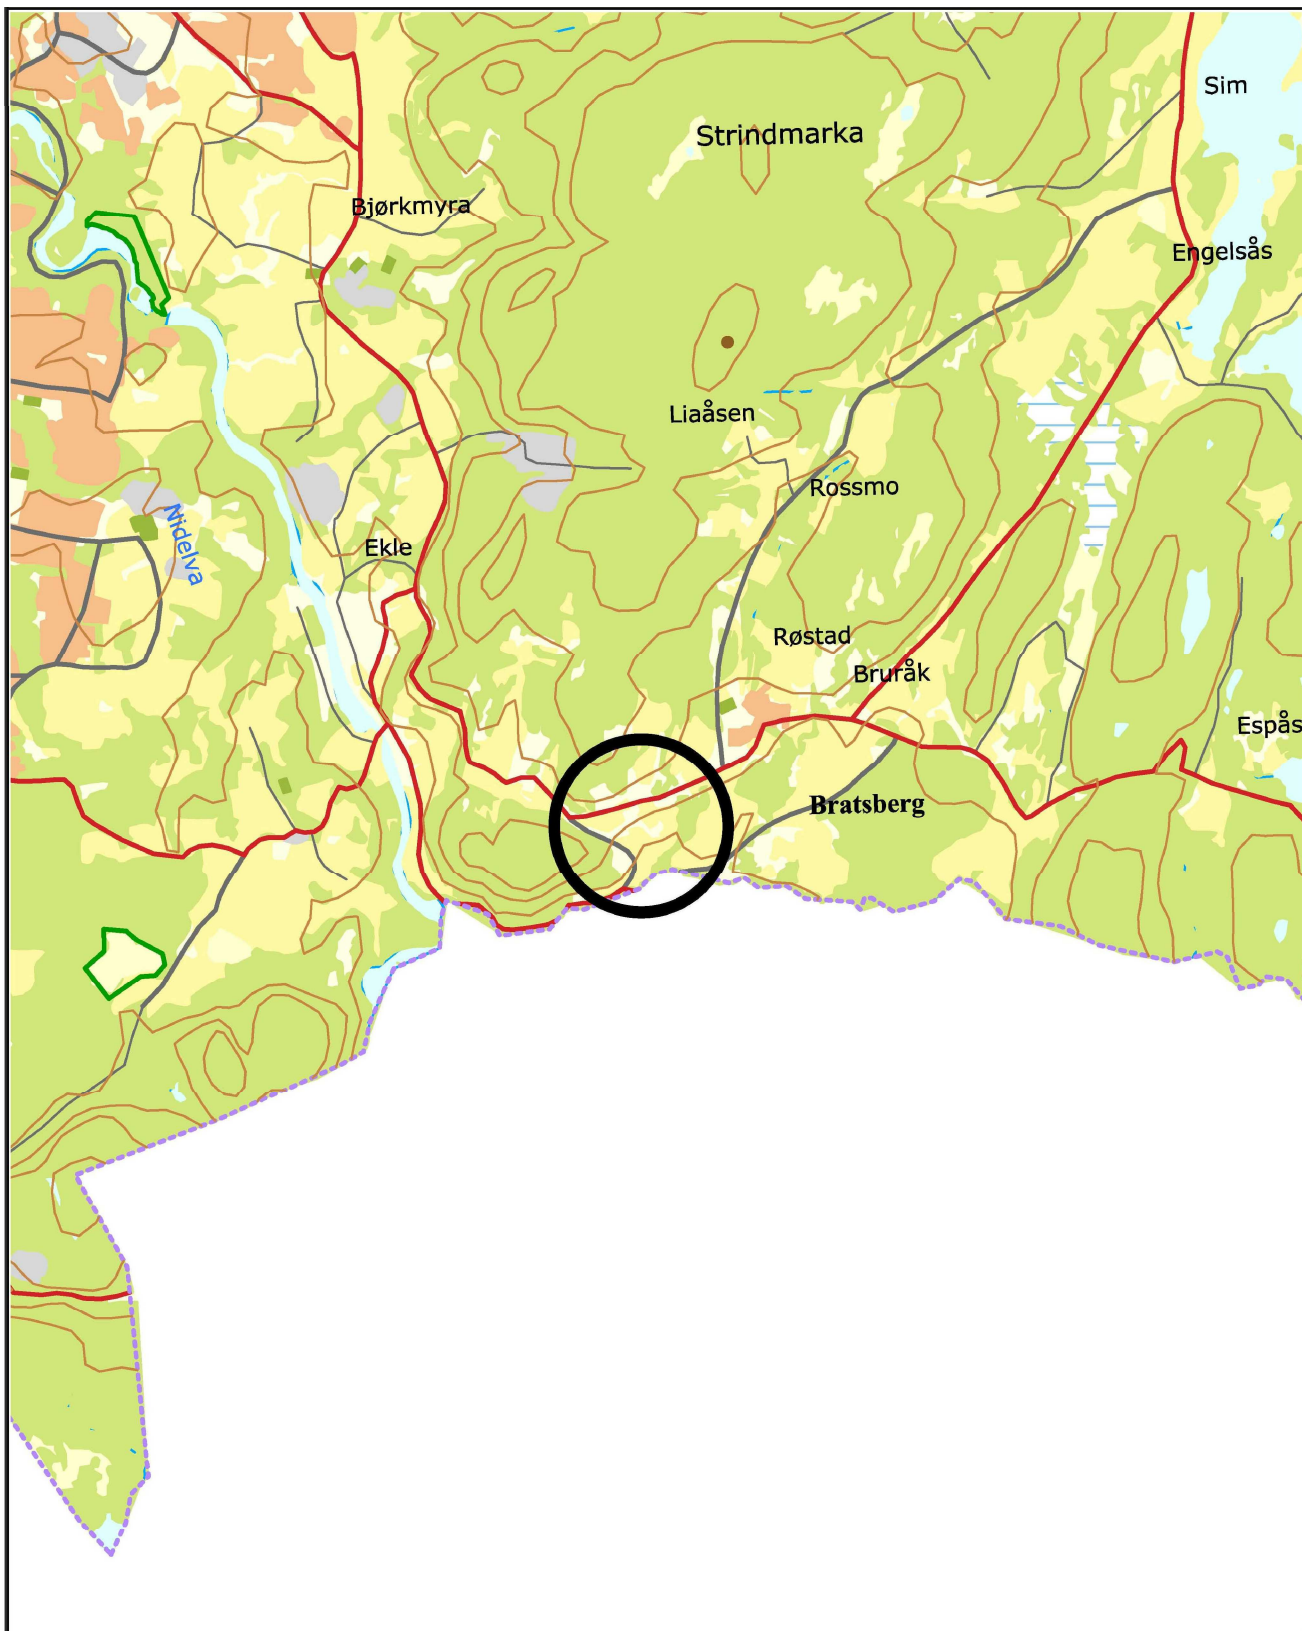 Sim
Strindmarka
Bjørkmyra
Engelsås
Liaåsen
Rossmo
Nidelva
Ekle
Røstad
Bruråk
Espås
Bratsberg